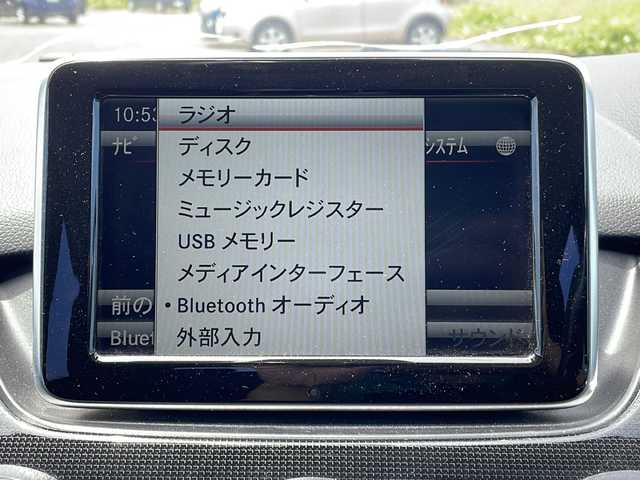 10:53
ラジオ
ナビ
ディスク
システム
メモリーカード
ミュージックレジスター
USB メモリー
メディアインターフェース
前の
• Bluetooth オーディオ
Bluet
外部入力
サウンド